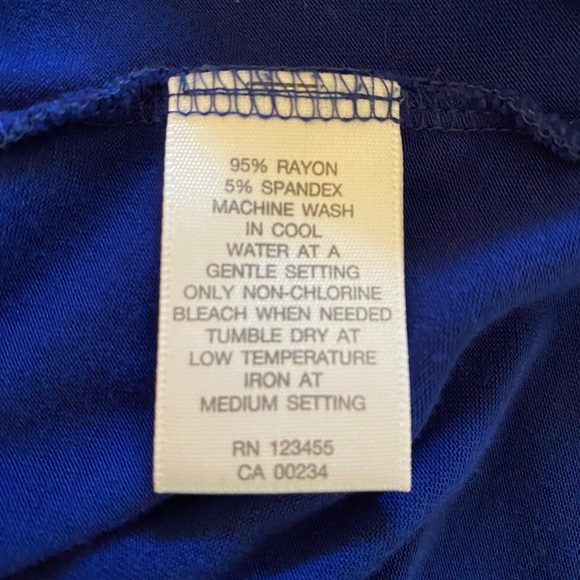 95% RAYON
5% SPANDEX
MACHINE WASH
IN COOL
WATER AT A
GENTLE SETTING
ONLY NON-CHLORINE
BLEACH WHEN NEEDED
TUMBLE DRY AT
LOW TEMPERATURE
IRON AT
MEDIUM SETTING
RN 123455
CA 00234